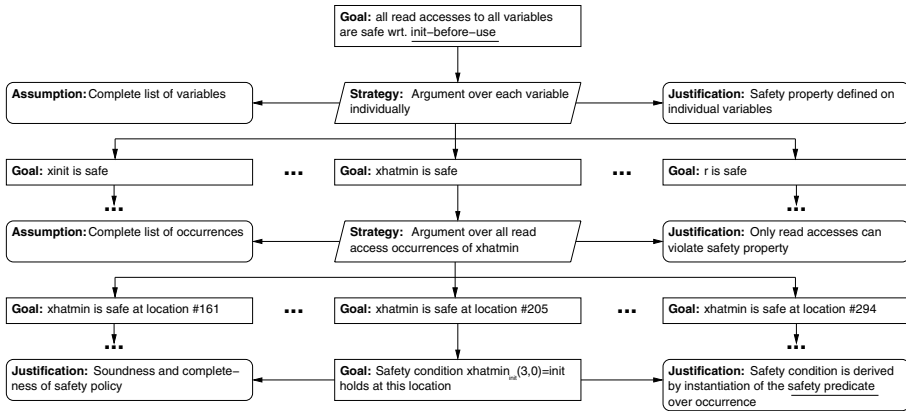 Goal: all read accesses to all variables
are safe wrt. init−before−use
Assumption: Complete list of variables
Strategy: Argument over each variable
individually
Justification: Safety property defined on
individual variables
Goal: xinit is safe
...
Goal: xhatmin is safe
...
Goal: r is safe
...
...
Assumption: Complete list of occurrences
Strategy: Argument over all read
access occurrences of xhatmin
Justification: Only read accesses can
violate safety property
Goal: xhatmin is safe at location #161
...
Goal: xhatmin is safe at location #205
...
Goal: xhatmin is safe at location #294
...
...
Justification: Soundness and complete−
ness of safety policy
Goal: Safety condition xhatmin_init(3,0)=init
holds at this location
Justification: Safety condition is derived
by instantiation of the safety predicate
over occurrence